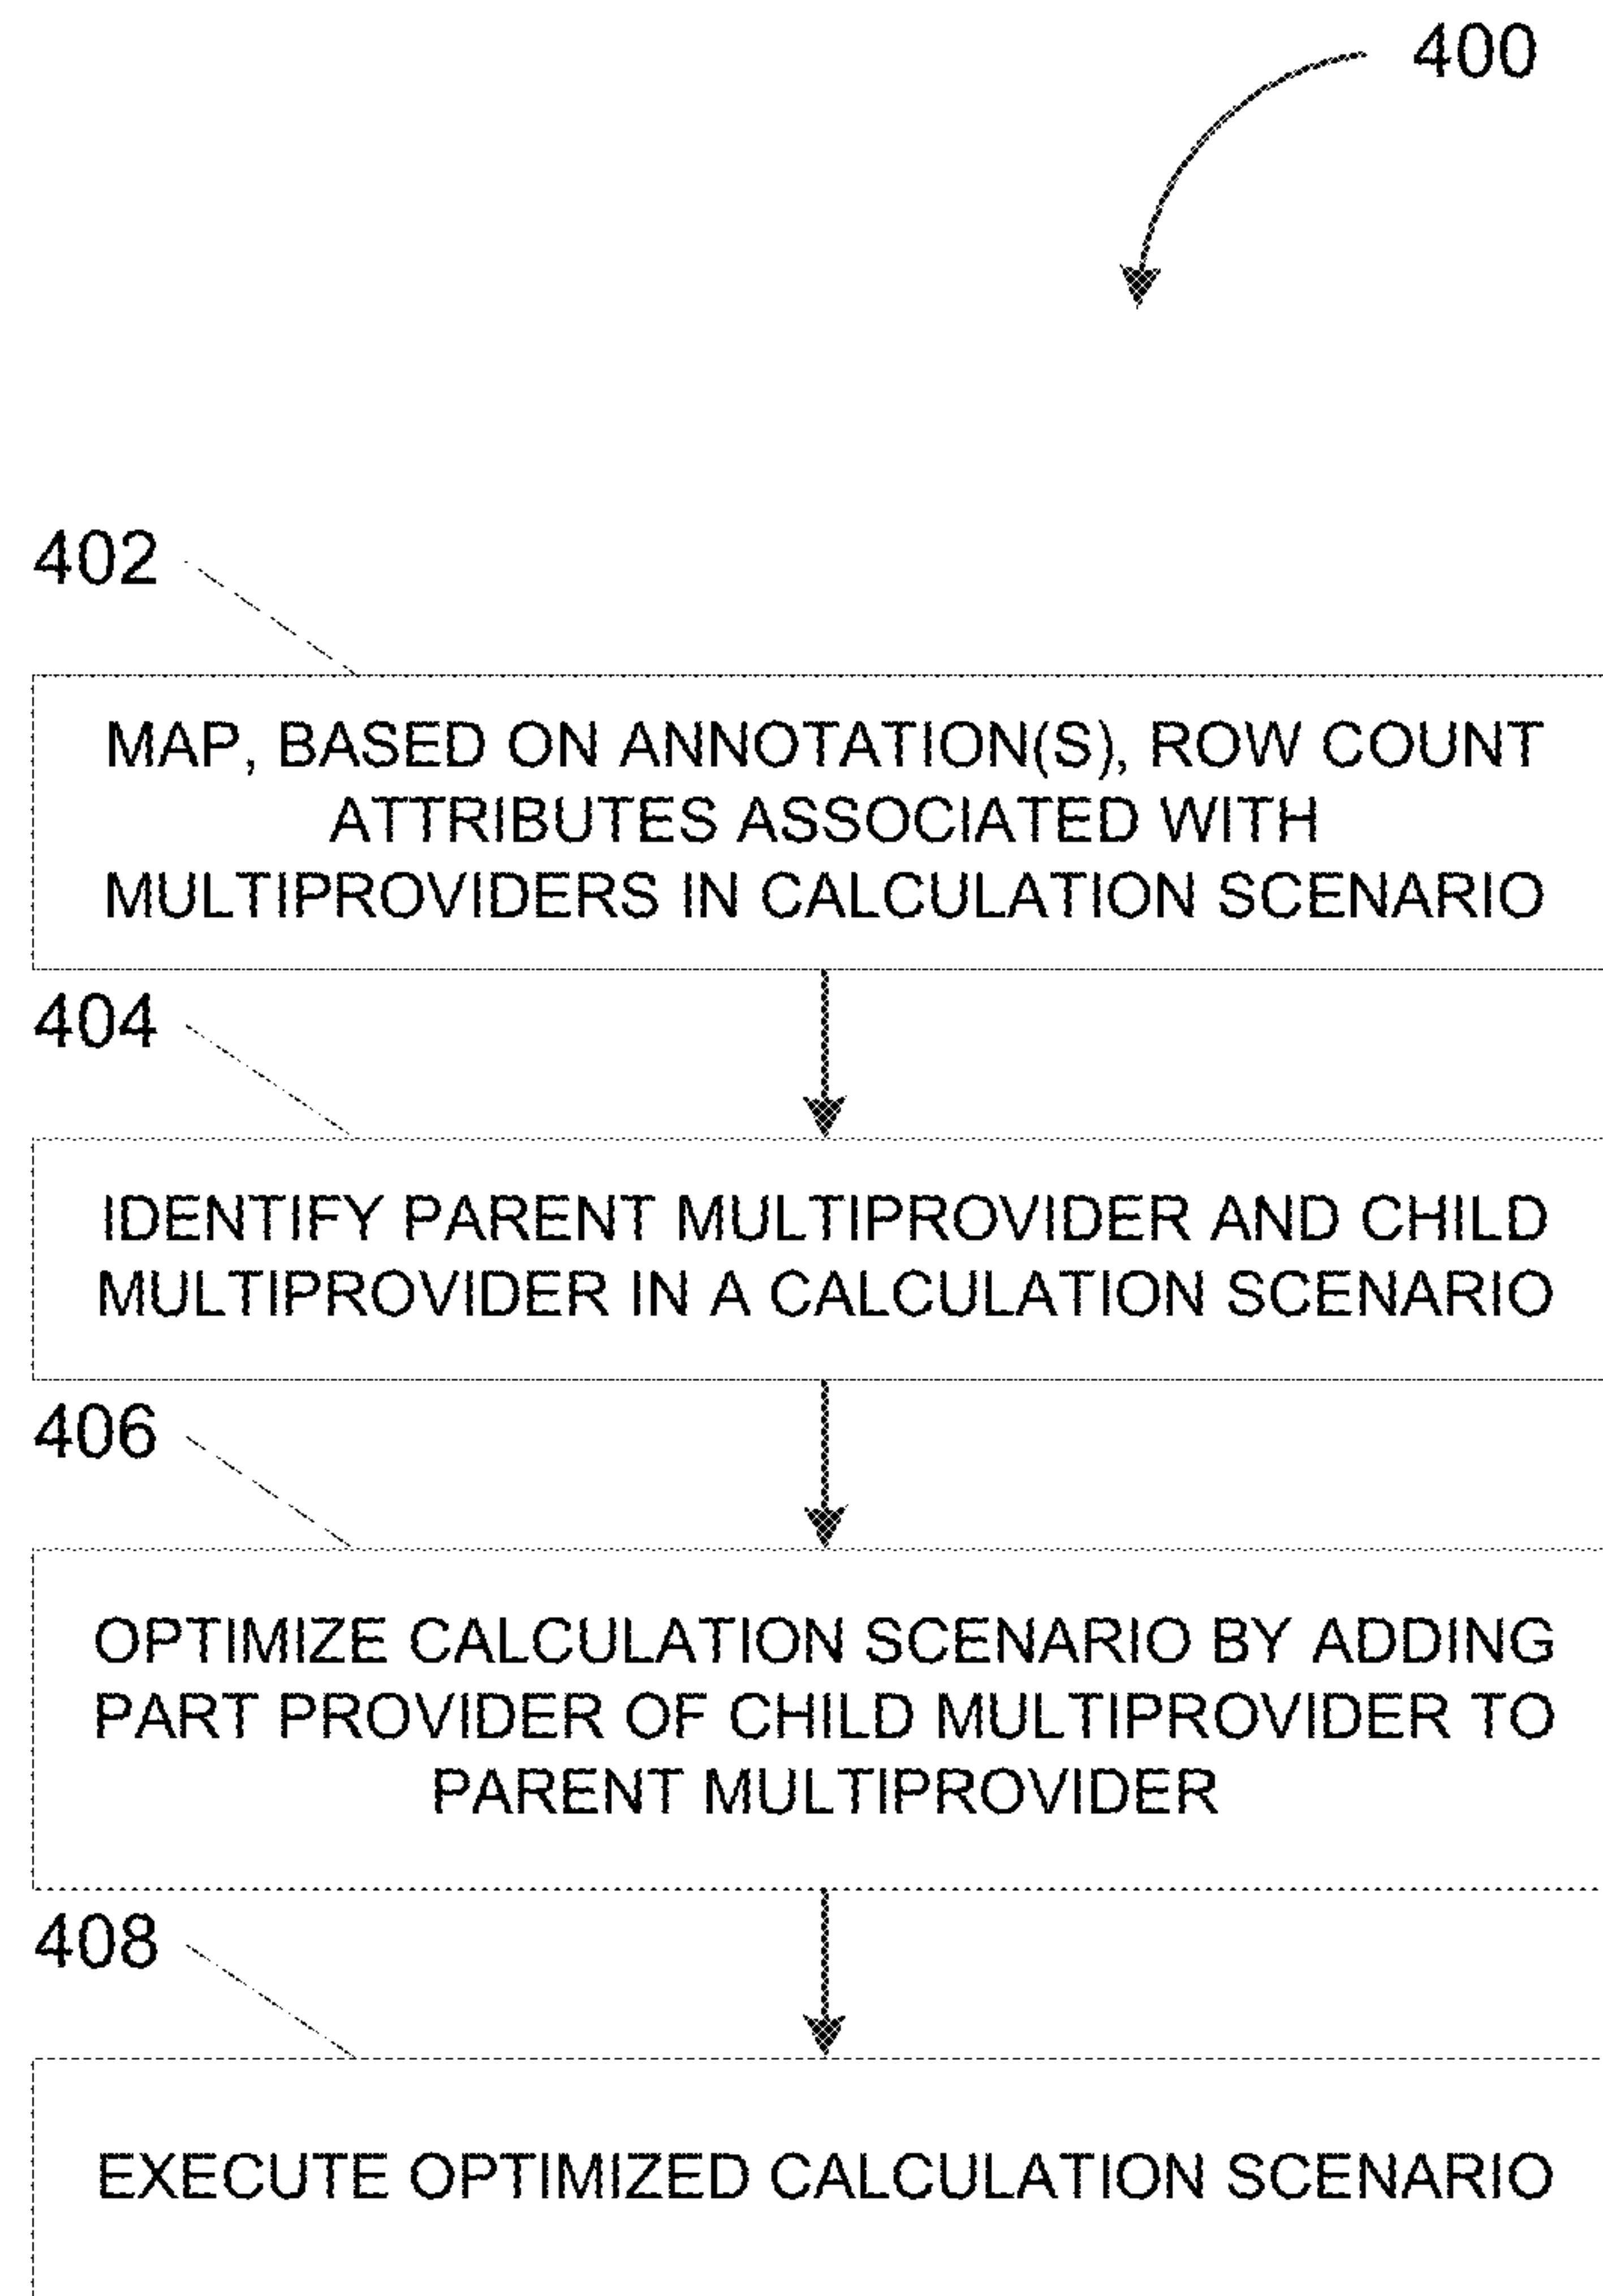 400
402
MAP, BASED ON ANNOTATION(S), ROW COUNT
ATTRIBUTES ASSOCIATED WITH
MULTIPROVIDERS IN CALCULATION SCENARIO
404
IDENTIFY PARENT MULTIPROVIDER AND CHILD
MULTIPROVIDER IN A CALCULATION SCENARIO
406
OPTIMIZE CALCULATION SCENARIO BY ADDING
PART PROVIDER OF CHILD MULTIPROVIDER TO
PARENT MULTIPROVIDER
408
EXECUTE OPTIMIZED CALCULATION SCENARIO